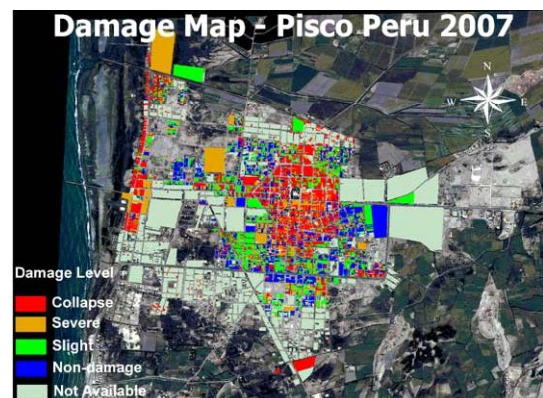 Damage Map - Pisco Peru 2007
N
W E
S
Damage Level
Collapse
Severe
Slight
Non-damage
Not Available